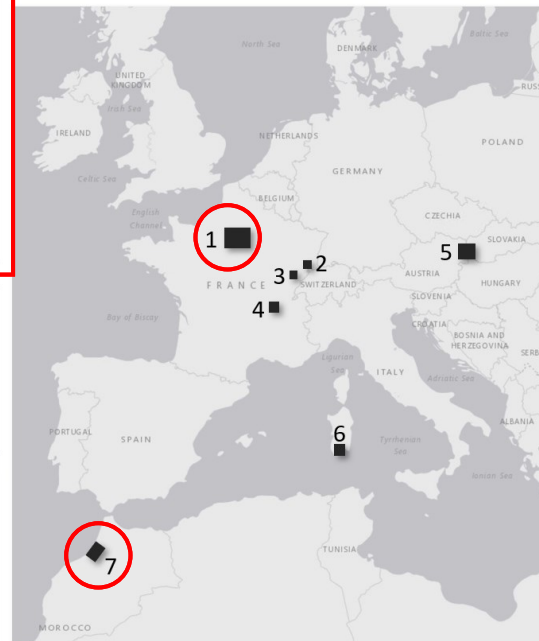 North Sea
Baltic Sea
DENMARK
UNITED
KINGDOM
RUSS
Irish Sea
IRELAND
NETHERLANDS
POLAND
GERMANY
Celtic Sea
BELGIUM
English
Channel
CZECHIA
1
5
SLOVAKIA
2
3
AUSTRIA
FRANCE
SWITZERLAND
HUNGARY
SLOVENIA
4
CROATIA
Bay of Biscay
BOSNIA AND
HERZEGOVINA
SERB
Ligurian
Sea
ITALY
Adriatic Sea
ALBANIA
PORTUGAL
SPAIN
6
Tyrrhenian
Sea
Ionian Sea
TUNISIA
7
MOROCCO